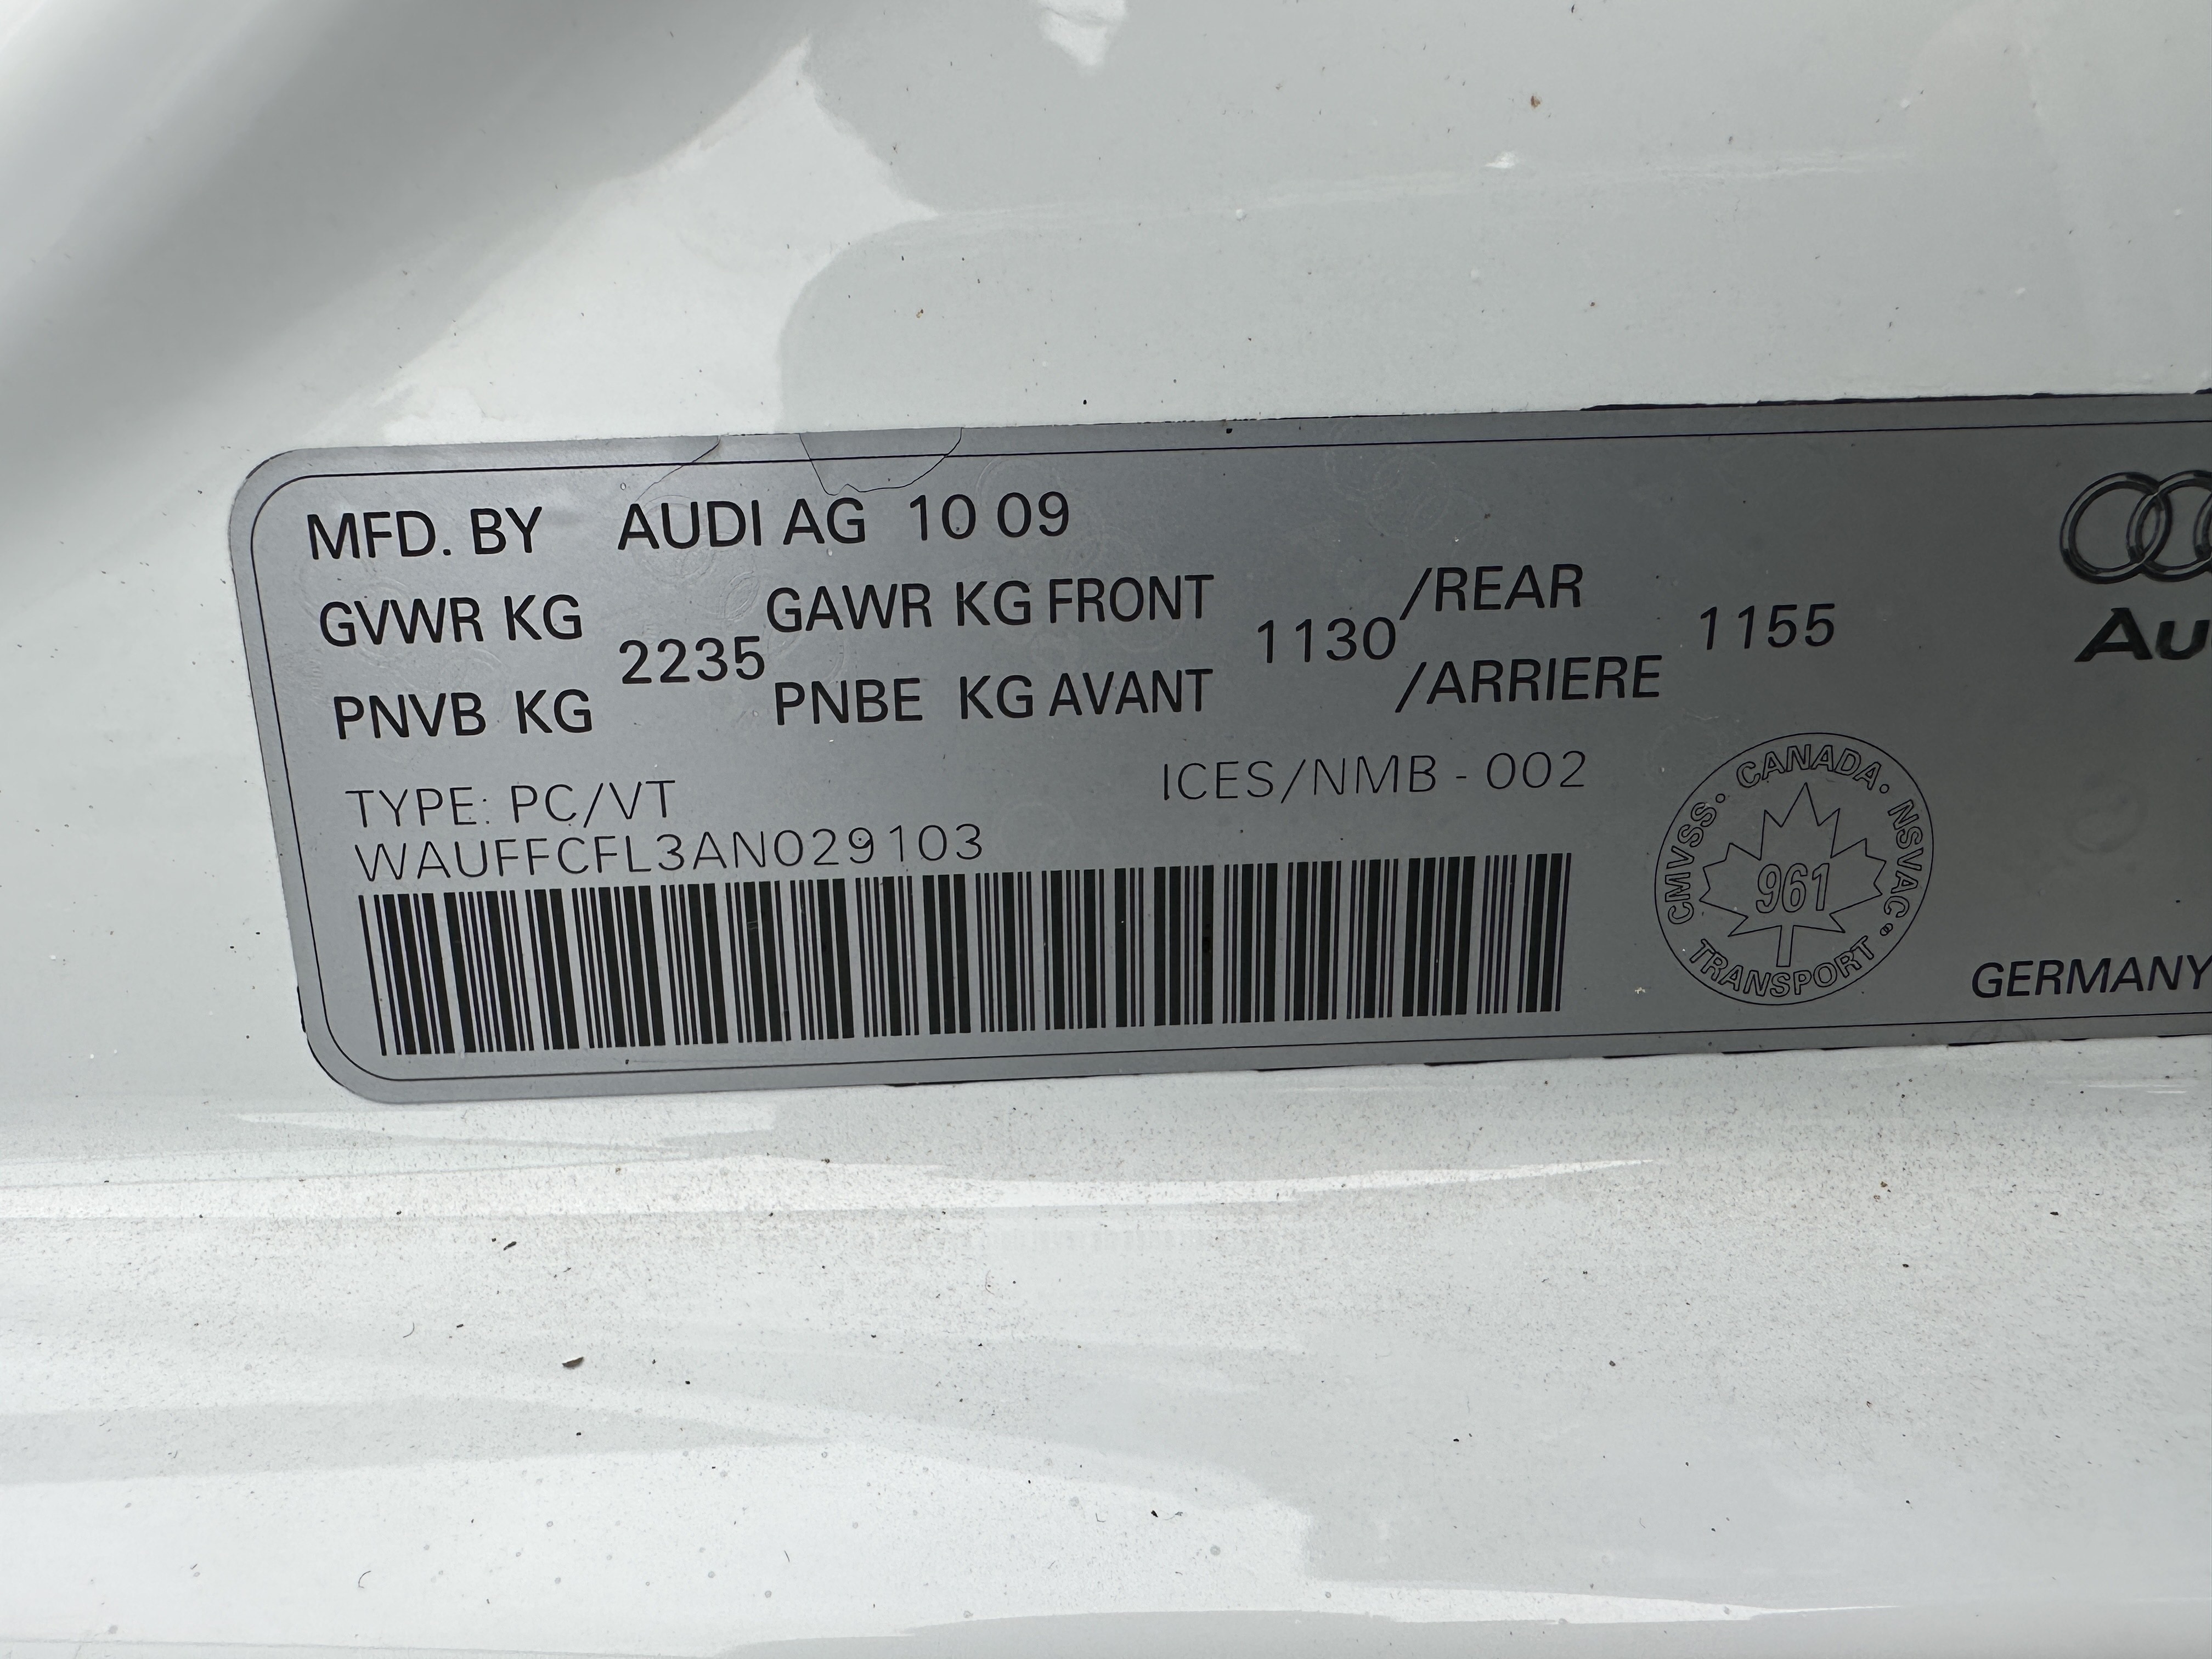 MFD. BY AUDI AG 10 09
GVWR KG 2235 GAWR KG FRONT 1130 /REAR 1155
PNVB KG PNBE KG AVANT /ARRIERE
TYPE: PC/VT ICES/NMB - 002
WAUFFCFL3AN029103
CMVSS • CANADA • NSVAC •
961
TRANSPORT
Au
GERMANY